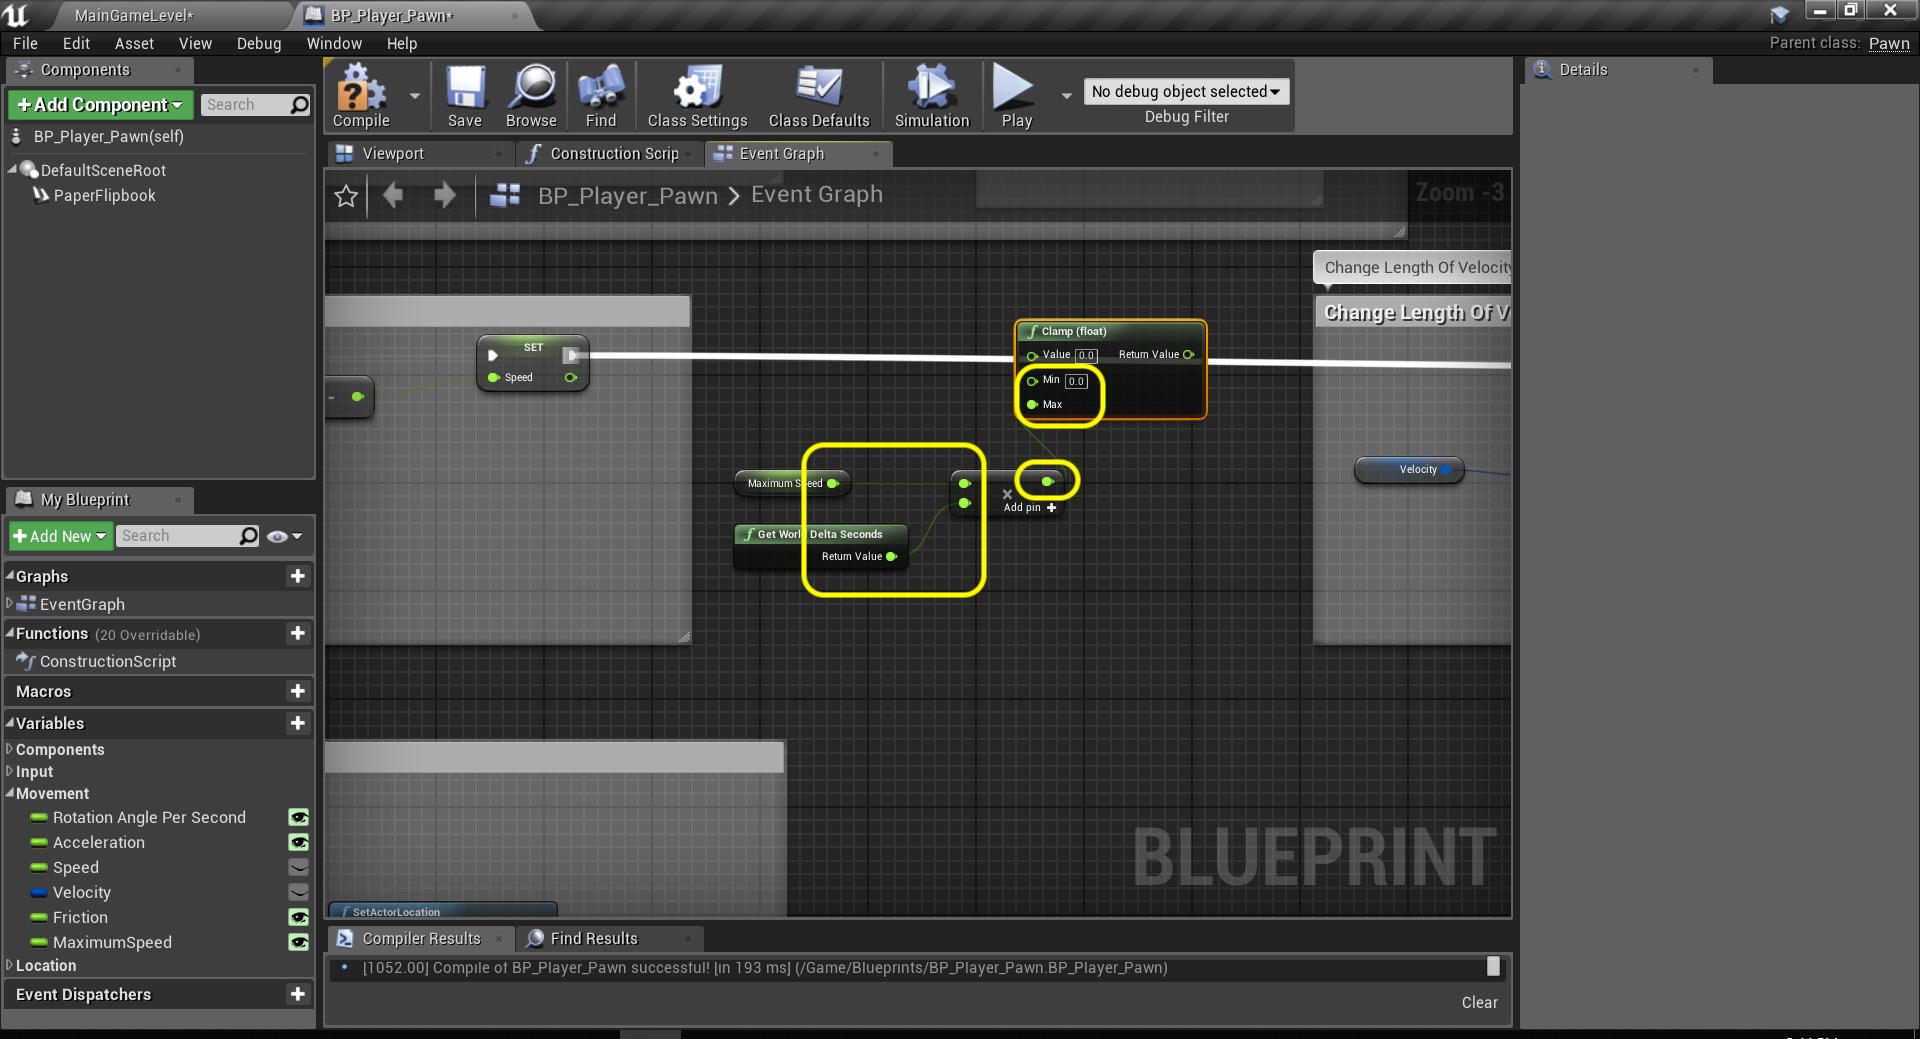 MainGameLevel*
BP_Player_Pawn*
File Edit Asset View Debug Window Help
Parent class: Pawn
Components
+Add Component
Search
BP_Player_Pawn(self)
DefaultSceneRoot
PaperFlipbook
My Blueprint
+Add New
Search
Graphs
EventGraph
Functions (20 Overridable)
ConstructionScript
Macros
Variables
Components
Input
Movement
Rotation Angle Per Second
Acceleration
Speed
Velocity
Friction
MaximumSpeed
Location
Event Dispatchers
Compile
Save
Browse
Find
Class Settings
Class Defaults
Simulation
Play
No debug object selected
Debug Filter
Viewport
Construction Scrip
Event Graph
BP_Player_Pawn > Event Graph
Zoom -3
SET
Speed
Clamp (float)
Value 0.0 Return Value
Min 0.0
Max
Maximum Speed
Add pin +
Get World Delta Seconds
Return Value
Change Length Of Velocity
Change Length Of V
Velocity
SetActorLocation
BLUEPRINT
Compiler Results
Find Results
[1052.00] Compile of BP_Player_Pawn successful! [in 193 ms] (/Game/Blueprints/BP_Player_Pawn.BP_Player_Pawn)
Clear
Details